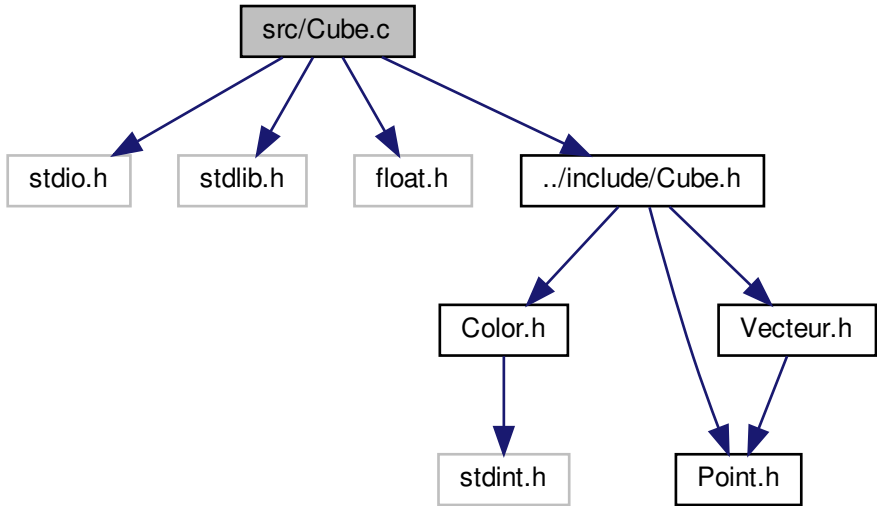 src/Cube.c
stdio.h
stdlib.h
float.h
../include/Cube.h
Color.h
Vecteur.h
stdint.h
Point.h